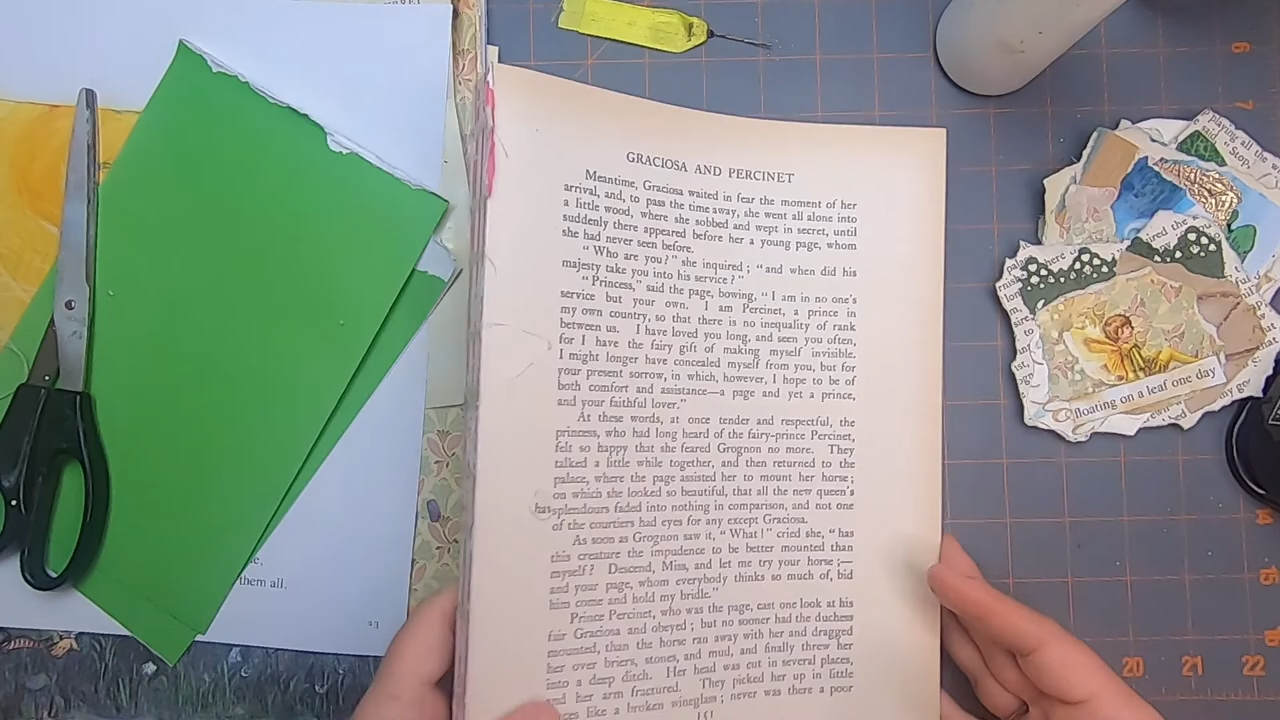 GRACIOSA AND PERCINET
Meantime, Graciosa waited in fear the moment of her
arrival, and, to pass the time away, she went all alone into
a little wood, where she sobbed and wept in secret, until
suddenly there appeared before her a young page, whom
she had never seen before.
“ Who are you? ” she inquired ; “ and when did his
majesty take you into his service ? ”
“ Princess,” said the page, bowing, “ I am in no one's
service but your own. I am Percinet, a prince in
my own country, so that there is no inequality of rank
between us. I have loved you long, and seen you often,
for I have the fairy gift of making myself invisible.
I might longer have concealed myself from you, but for
your present sorrow, in which, however, I hope to be of
both comfort and assistance—a page and yet a prince,
and your faithful lover.”
At these words, at once tender and respectful, the
princess, who had long heard of the fairy-prince Percinet,
felt so happy that she feared Grognon no more. They
talked a little while together, and then returned to the
palace, where the page assisted her to mount her horse ;
on which she looked so beautiful, that all the new queen's
has splendours faded into nothing in comparison, and not one
of the courtiers had eyes for any except Graciosa.
As soon as Grognon saw it, “ What ! ” cried she, “ has
this creature the impudence to be better mounted than
myself ? Descend, Miss, and let me try your horse ;—
and your page, whom everybody thinks so much of, bid
him come and hold my bridle.”
Prince Percinet, who was the page, cast one look at his
fair Graciosa and obeyed ; but no sooner had the duchess
mounted, than the horse ran away with her and dragged
her over briers, stones, and mud, and finally threw her
into a deep ditch. Her head was cut in several places,
and her arm fractured. They picked her up in little
like a broken wineglass ; never was there a poor
151
them all.
23
playing all the
said, “Stop,
floating on a leaf one day
6
7
14
15
16
20
21
22